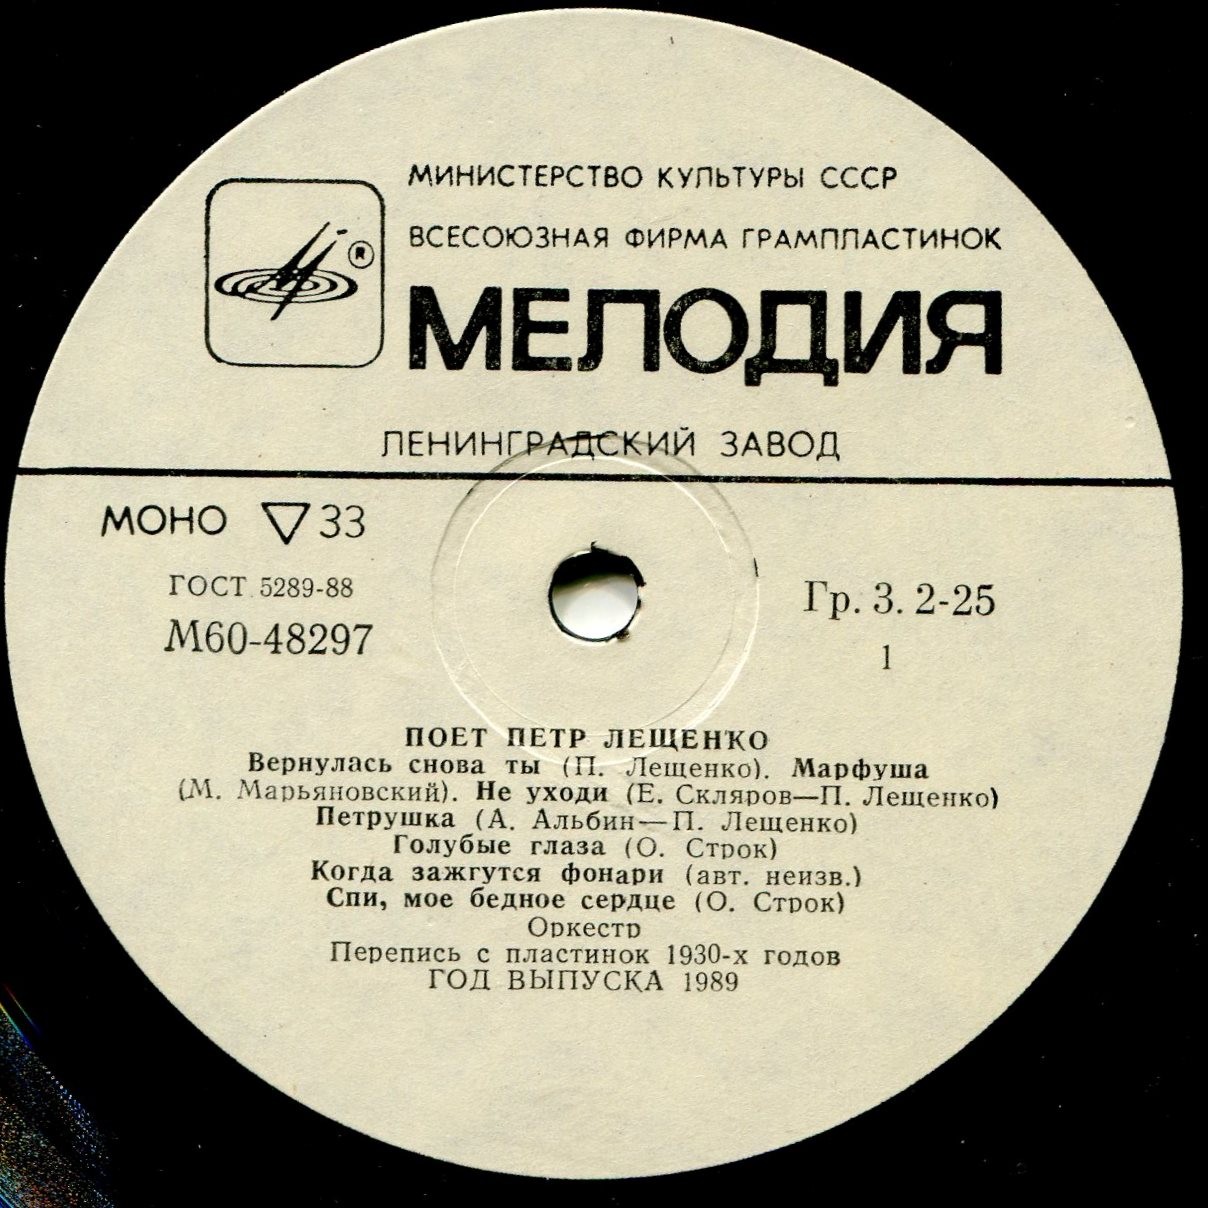 МИНИСТЕРСТВО КУЛЬТУРЫ СССР
ВСЕСОЮЗНАЯ ФИРМА ГРАМПЛАСТИНОК
®
МЕЛОДИЯ
ЛЕНИНГРАДСКИЙ ЗАВОД
МОНО ▽ 33
ГОСТ 5289-88
М60-48297
Гр. 3. 2-25
1
ПОЕТ ПЕТР ЛЕЩЕНКО
Вернулась снова ты (П. Лещенко). Марфуша
(М. Марьяновский). Не уходи (Е. Скляров—П. Лещенко)
Петрушка (А. Альбин—П. Лещенко)
Голубые глаза (О. Строк)
Когда зажгутся фонари (авт. неизв.)
Спи, мое бедное сердце (О. Строк)
Оркестр
Перепись с пластинок 1930-х годов
ГОД ВЫПУСКА 1989